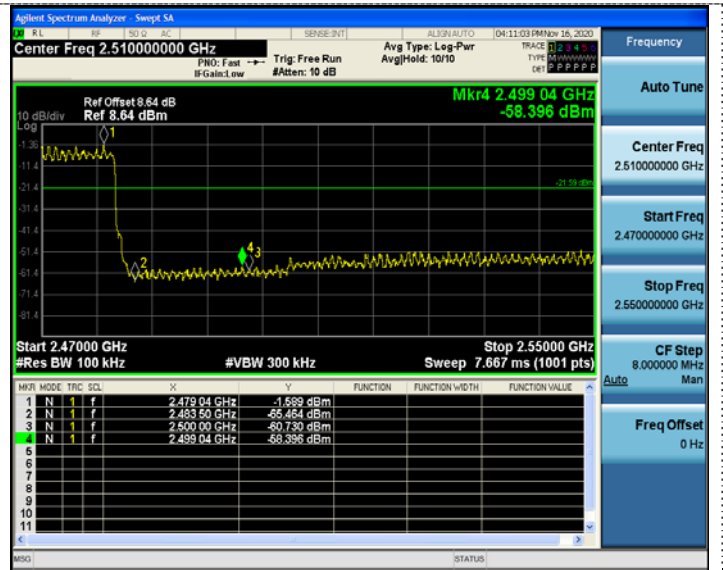 Agilent Spectrum Analyzer - Swept SA
RL RF 50 Ω AC SENSE:INT ALIGN AUTO 04:11:03 PM Nov 16, 2020
Center Freq 2.510000000 GHz
PNO: Fast Trig: Free Run
IFGain:Low #Atten: 10 dB
Avg Type: Log-Pwr
Avg|Hold: 10/10
TRACE 1 2 3 4 5 6
TYPE M WWWWW
DET P P P P P P
Ref Offset 8.64 dB
10 dB/div Ref 8.64 dBm
Log
Mkr4 2.499 04 GHz
-58.396 dBm
1
-1.36
-11.4
-21.4
-21.59 dBm
-31.4
-41.4
-51.4
4 3
2
-61.4
-71.4
-81.4
Start 2.47000 GHz Stop 2.55000 GHz
#Res BW 100 kHz #VBW 300 kHz Sweep 7.667 ms (1001 pts)
MKR MODE TRC SCL X Y FUNCTION FUNCTION WIDTH FUNCTION VALUE
1 N 1 f 2.479 04 GHz -1.589 dBm
2 N 1 f 2.483 50 GHz -65.464 dBm
3 N 1 f 2.500 00 GHz -60.730 dBm
4 N 1 f 2.499 04 GHz -58.396 dBm
5
6
7
8
9
10
11
MSG STATUS
Frequency
Auto Tune
Center Freq
2.510000000 GHz
Start Freq
2.470000000 GHz
Stop Freq
2.550000000 GHz
CF Step
8.000000 MHz
Auto Man
Freq Offset
0 Hz